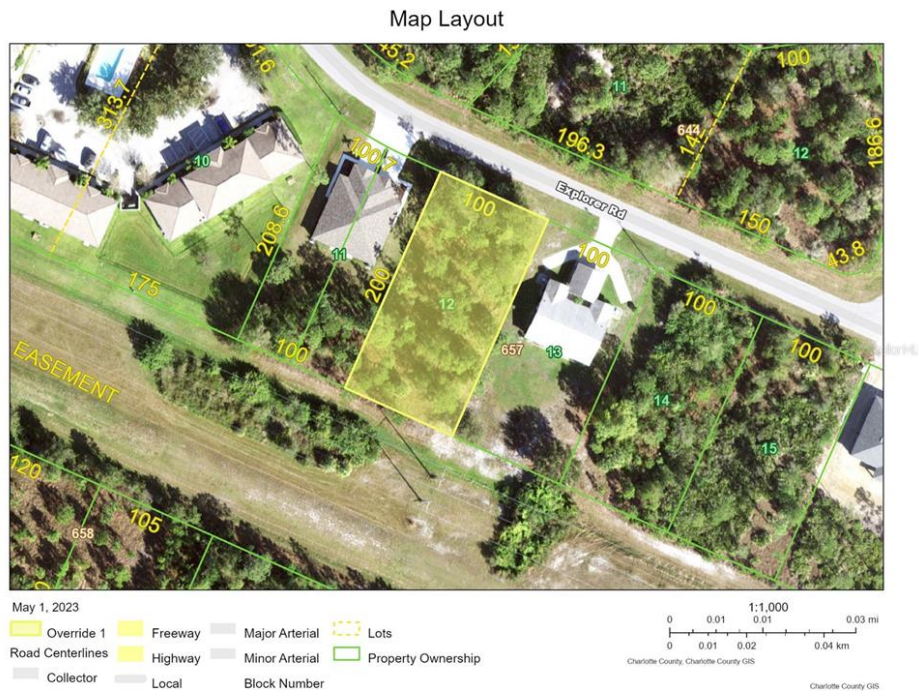 Map Layout
45.2
100
313.7
11
644
12
186.6
196.3
10
100.7
Explorer Rd
100
150
43.8
208.6
11
200
100
175
12
100
100
100
657
13
EASEMENT
14
15
120
105
658
May 1, 2023
Override 1
Freeway
Major Arterial
Lots
Road Centerlines
Highway
Minor Arterial
Property Ownership
Collector
Local
Block Number
1:1,000
0 0.01 0.01 0.03 mi
0 0.01 0.02 0.04 km
Charlotte County, Charlotte County GIS
Charlotte County GIS